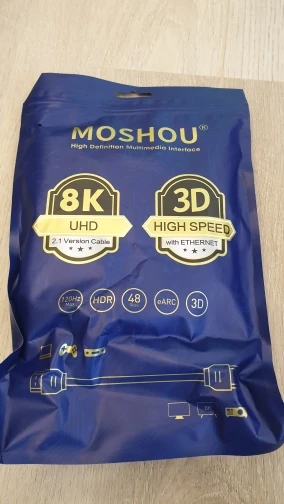 MOSHOU®
High Definition Multimedia Interface
8K
UHD
2.1 Version Cable
3D
HIGH SPEED
with ETHERNET
120Hz
HDR
48
eARC
3D